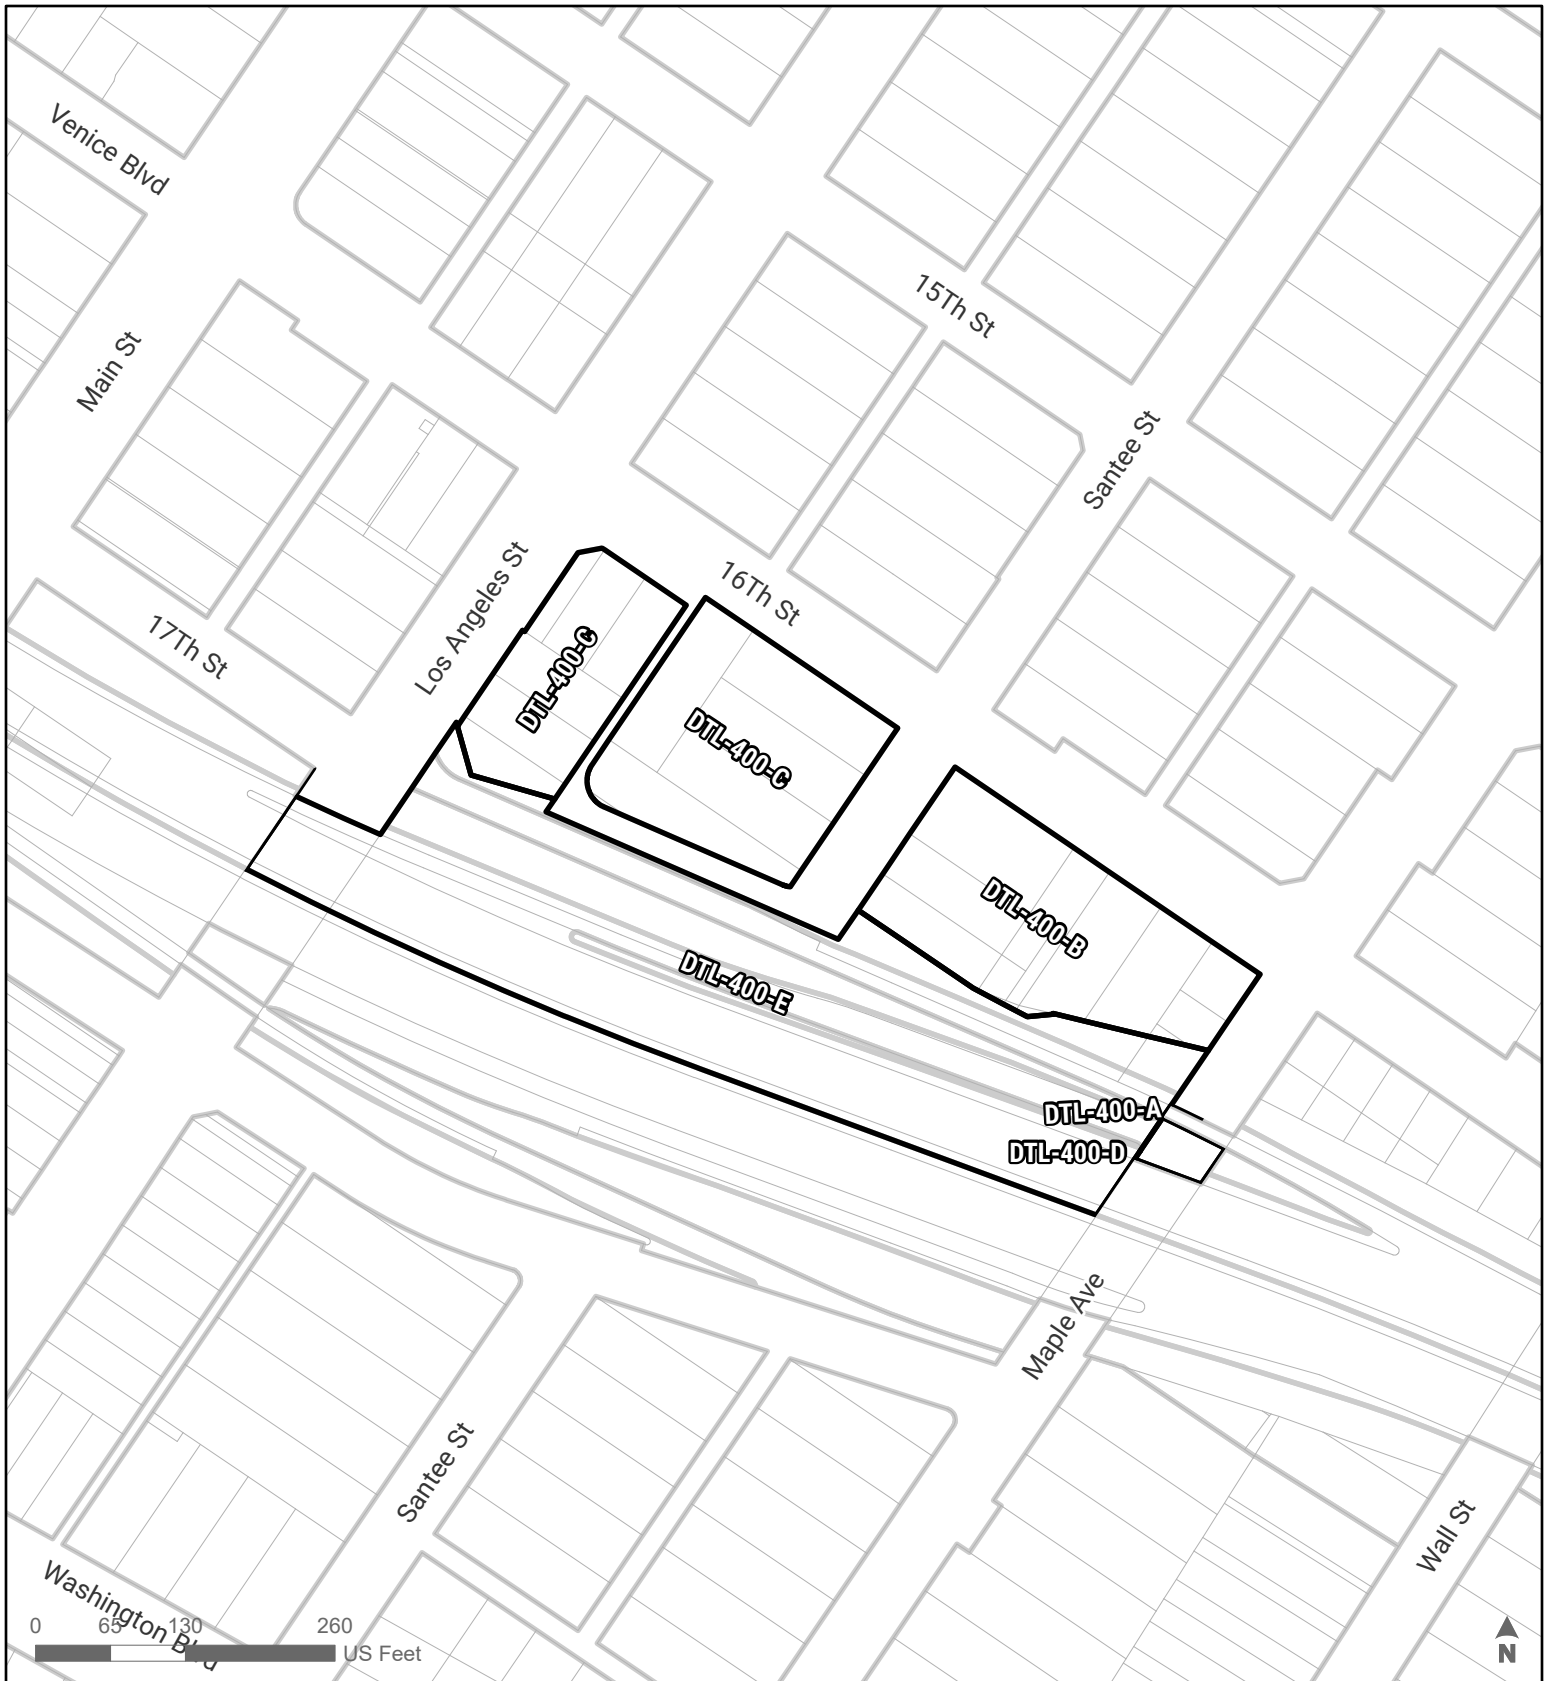 Venice Blvd
15Th St
Main St
Santee St
16Th St
Los Angeles St
17Th St
DTL-400-C
DTL-400-C
DTL-400-B
DTL-400-E
DTL-400-A
DTL-400-D
Maple Ave
Santee St
Wall St
Washington Blvd
0 65 130 260
US Feet
N